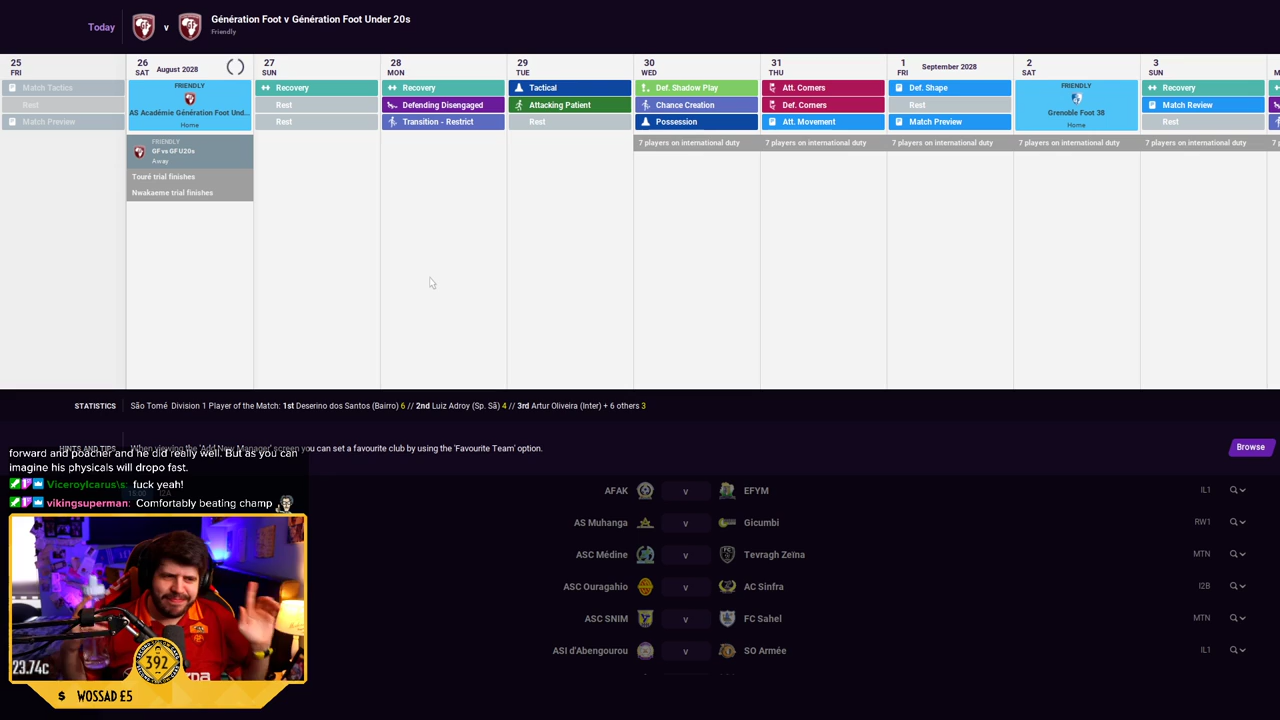 Today
v
Génération Foot v Génération Foot Under 20s
Friendly
25
FRI
Match Tactics
Rest
Match Preview
26
SAT
August 2028
FRIENDLY
AS Académie Génération Foot Und...
Home
FRIENDLY
GF vs GFU20s
Away
Touré trial finishes
Nwakaeme trial finishes
27
SUN
Recovery
Rest
Rest
28
MON
Recovery
Defending Disengaged
Transition - Restrict
29
TUE
Tactical
Attacking Patient
Rest
30
WED
Def. Shadow Play
Chance Creation
Possession
7 players on international duty
31
THU
Att. Corners
Def. Corners
Att. Movement
7 players on international duty
1
FRI
September 2028
Def. Shape
Rest
Match Preview
7 players on international duty
2
SAT
FRIENDLY
Grenoble Foot 38
Home
7 players on international duty
3
SUN
Recovery
Match Review
Rest
7 players on international duty
M
7 p
STATISTICS
São Tomé Division 1 Player of the Match: 1st Deserino dos Santos (Bairro) 6 // 2nd Luiz Adroy (Sp. Sã) 4 // 3rd Artur Oliveira (Inter) + 6 others 3
HINTS AND TIPS
When viewing the 'Add New Manager' screen you can set a favourite club by using the 'Favourite Team' option.
Browse
forward and poacher and he did really well. But as you can
imagine his physicals will dropo fast.
ViceroyIcarus\s: fuck yeah!
vikingsuperman: Comfortably beating champ
AFAK v EFYM IL1
AS Muhanga v Gicumbi RW1
ASC Médine v Tevragh Zeïna MTN
ASC Ouragahio v AC Sinfra I2B
ASC SNIM v FC Sahel MTN
ASI d'Abengourou v SO Armée IL1
23.74c
392
$ WOSSAD £5